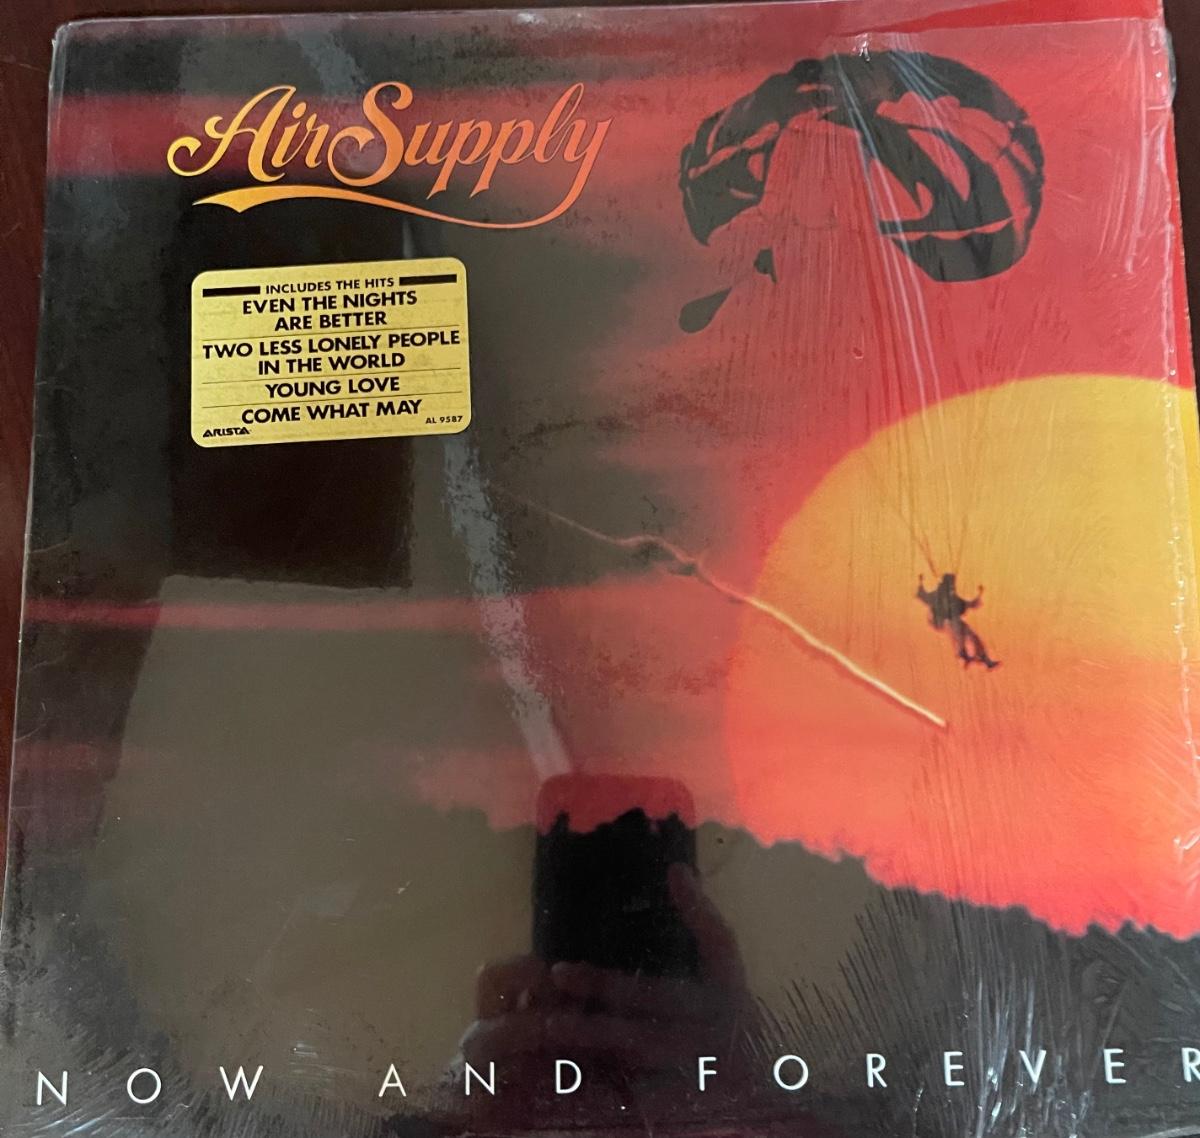 Air Supply
INCLUDES THE HITS
EVEN THE NIGHTS
ARE BETTER
TWO LESS LONELY PEOPLE
IN THE WORLD
YOUNG LOVE
COME WHAT MAY
ARISTA AL 9587
NOW AND FOREVER